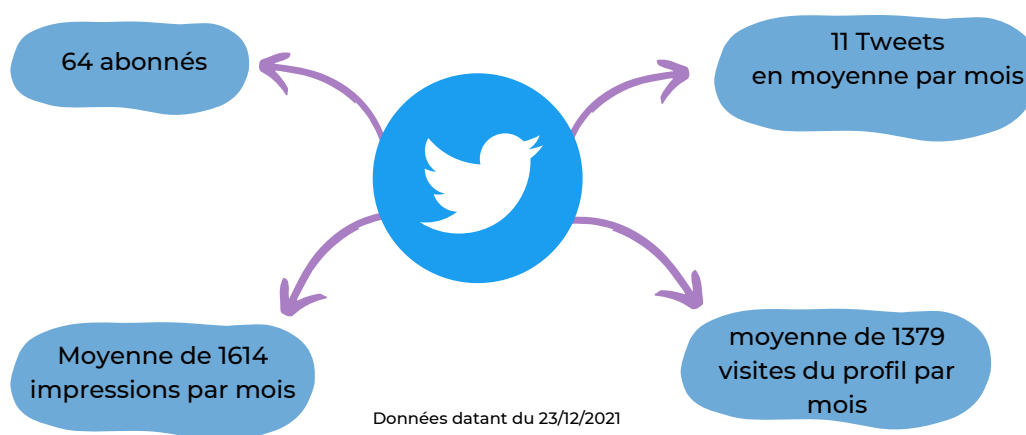 64 abonnés
11 Tweets
en moyenne par mois
Moyenne de 1614
impressions par mois
moyenne de 1379
visites du profil par
mois
Données datant du 23/12/2021